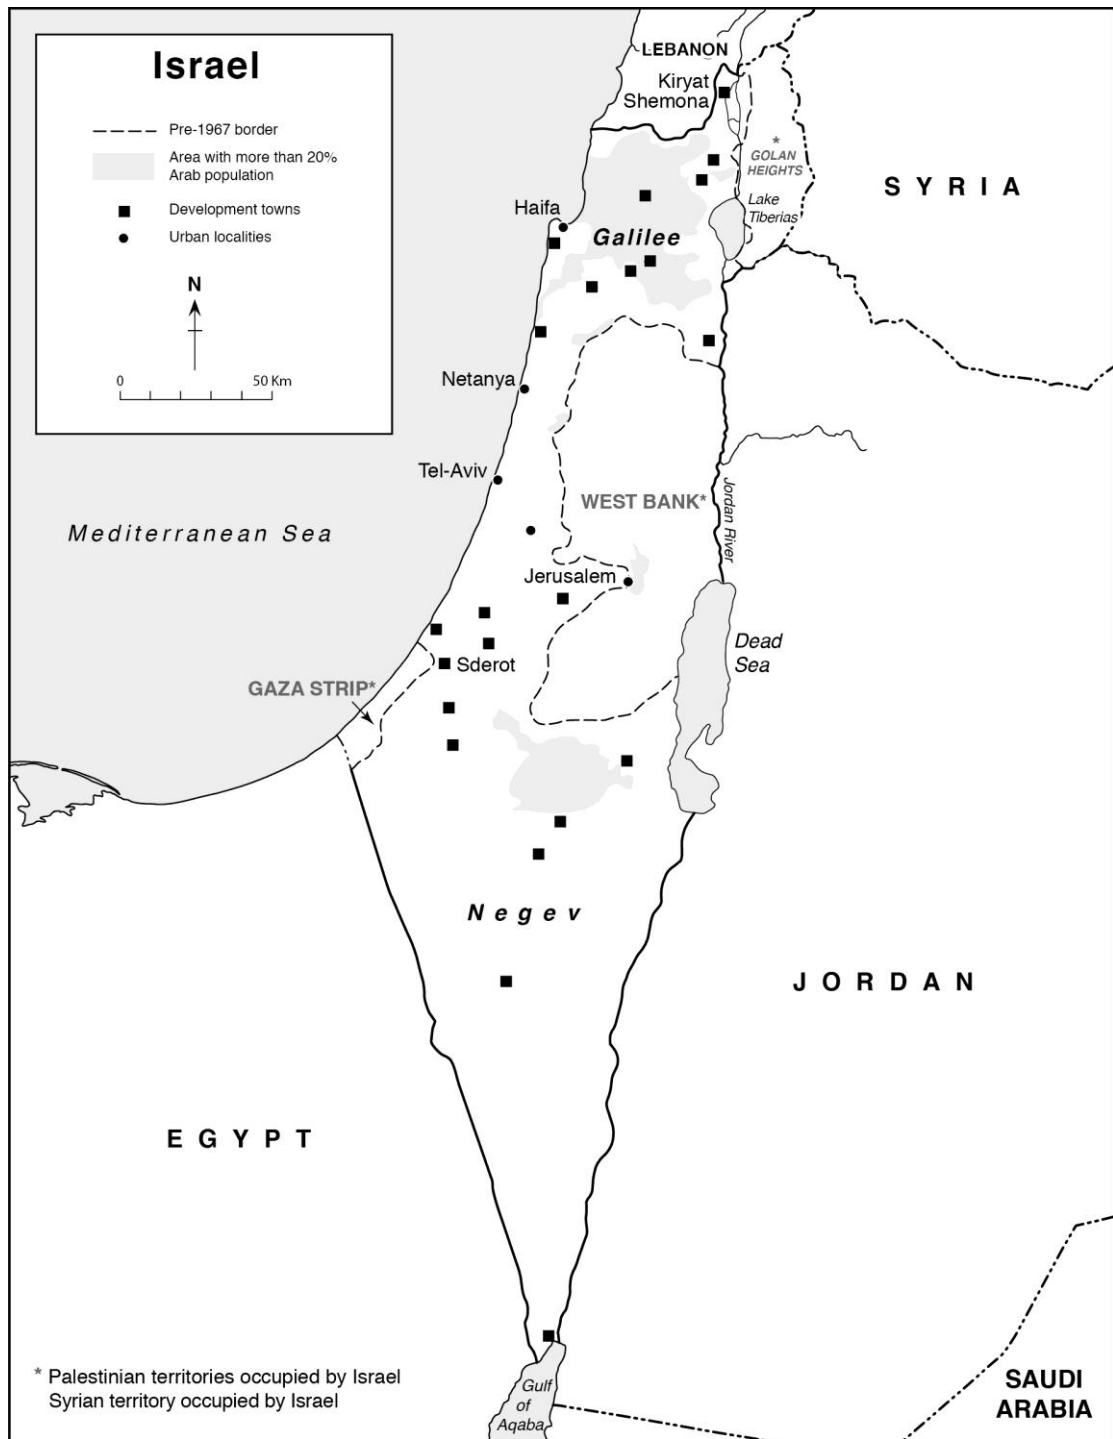 Israel
Pre-1967 border
Area with more than 20%
Arab population
Development towns
Urban localities
N
0 50 Km
LEBANON
Kiryat
Shemona
*
GOLAN
HEIGHTS
SYRIA
Lake
Tiberias
Haifa
Galilee
Netanya
Tel-Aviv
WEST BANK*
Jordan River
Mediterranean Sea
Jerusalem
Dead
Sea
Sderot
GAZA STRIP*
Negev
JORDAN
EGYPT
* Palestinian territories occupied by Israel
Syrian territory occupied by Israel
Gulf
of
Aqaba
SAUDI
ARABIA